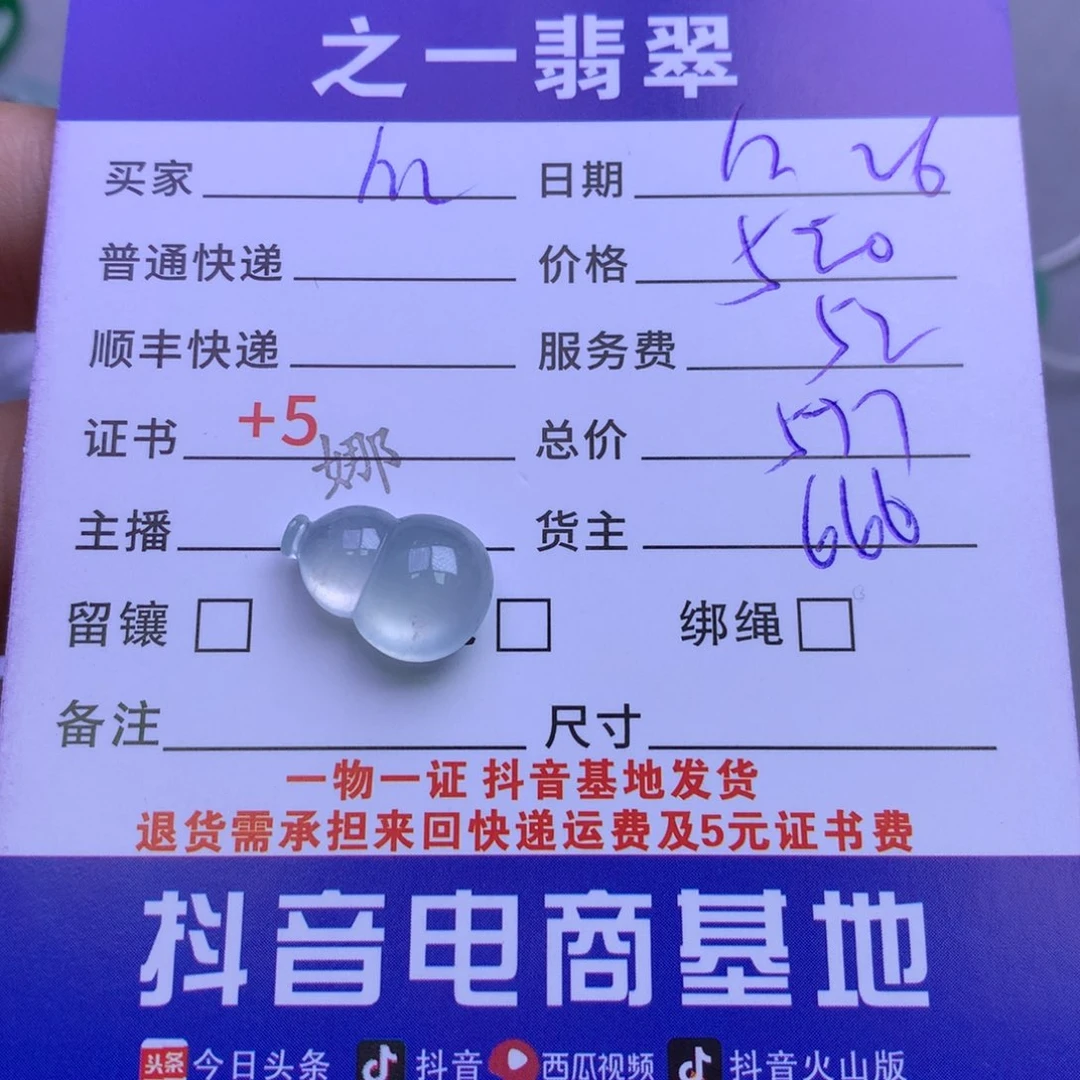 之一翡翠
买家 日期 12 26
普通快递 价格 520
顺丰快递 服务费 52
证书 +5 总价 577
娜
主播 货主 666
留镶 绑绳
备注 尺寸
一物一证 抖音基地发货
退货需承担来回快递运费及5元证书费
抖音电商基地
头条 今日头条 抖音 西瓜视频 抖音火山版